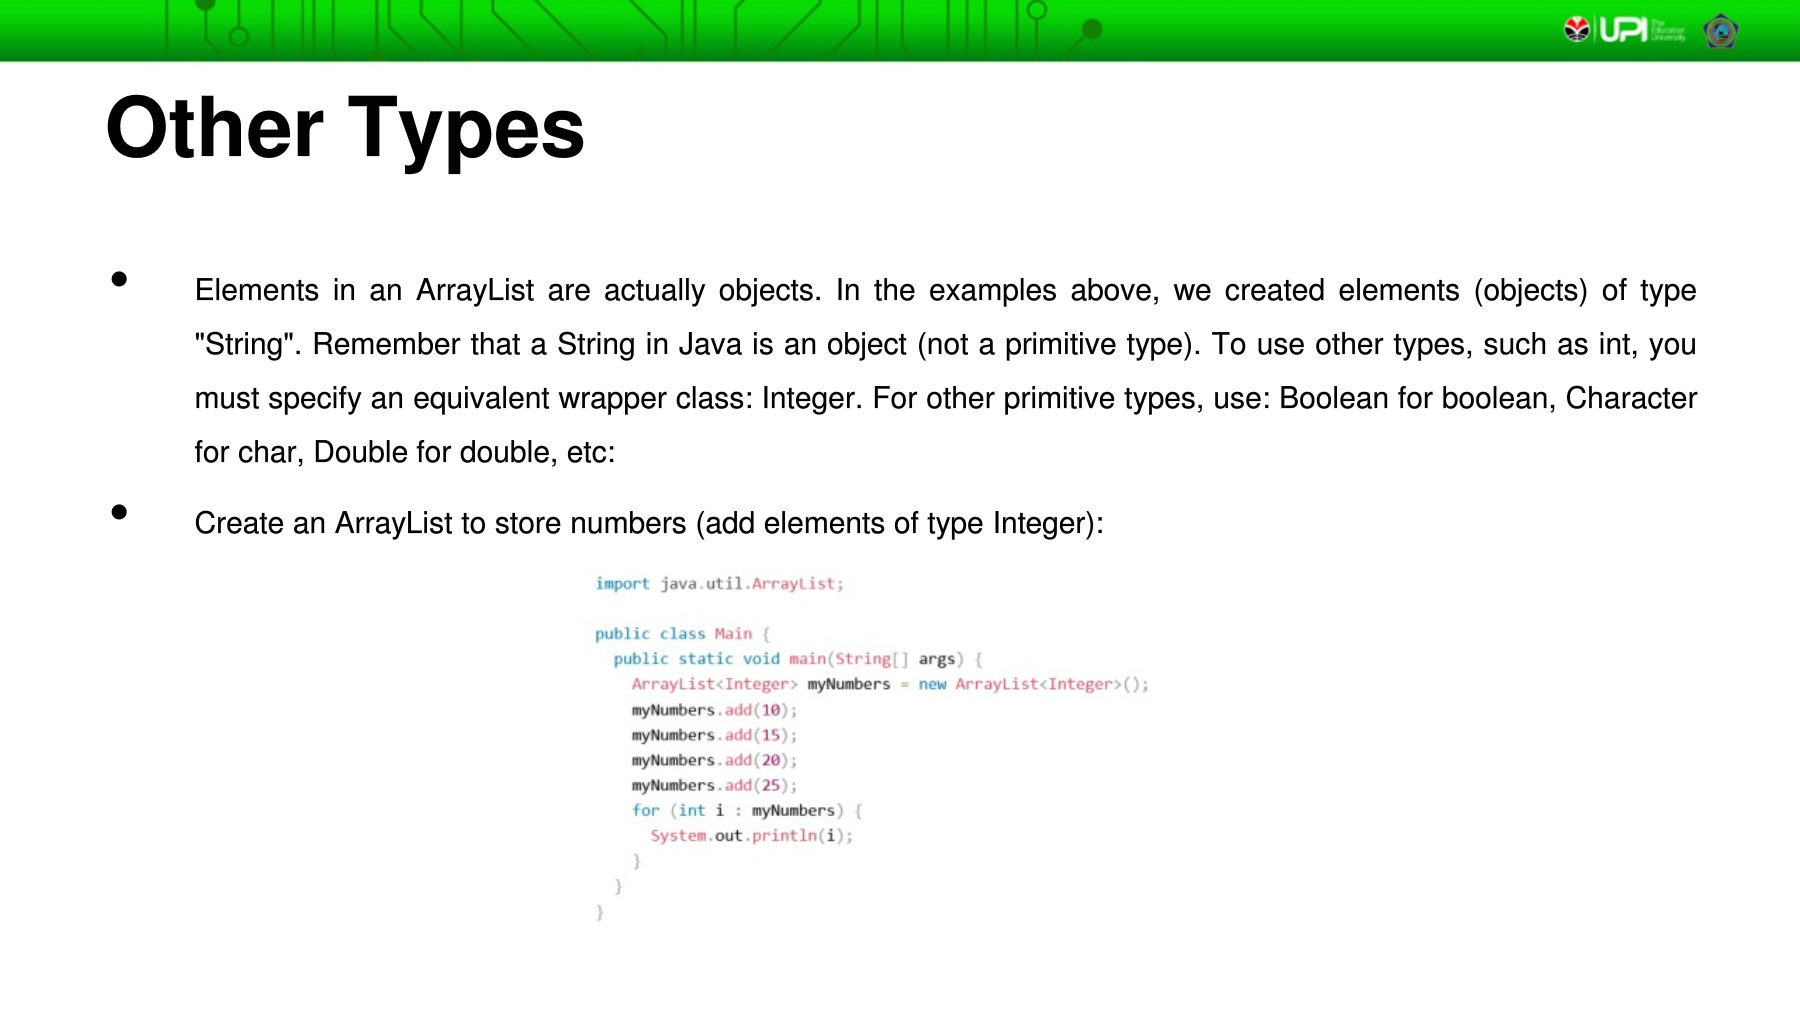 UPI
The
Education
University
Other Types
• Elements in an ArrayList are actually objects. In the examples above, we created elements (objects) of type
"String". Remember that a String in Java is an object (not a primitive type). To use other types, such as int, you
must specify an equivalent wrapper class: Integer. For other primitive types, use: Boolean for boolean, Character
for char, Double for double, etc:
• Create an ArrayList to store numbers (add elements of type Integer):
import java.util.ArrayList;
public class Main {
  public static void main(String[] args) {
    ArrayList<Integer> myNumbers = new ArrayList<Integer>();
    myNumbers.add(10);
    myNumbers.add(15);
    myNumbers.add(20);
    myNumbers.add(25);
    for (int i : myNumbers) {
      System.out.println(i);
    }
  }
}